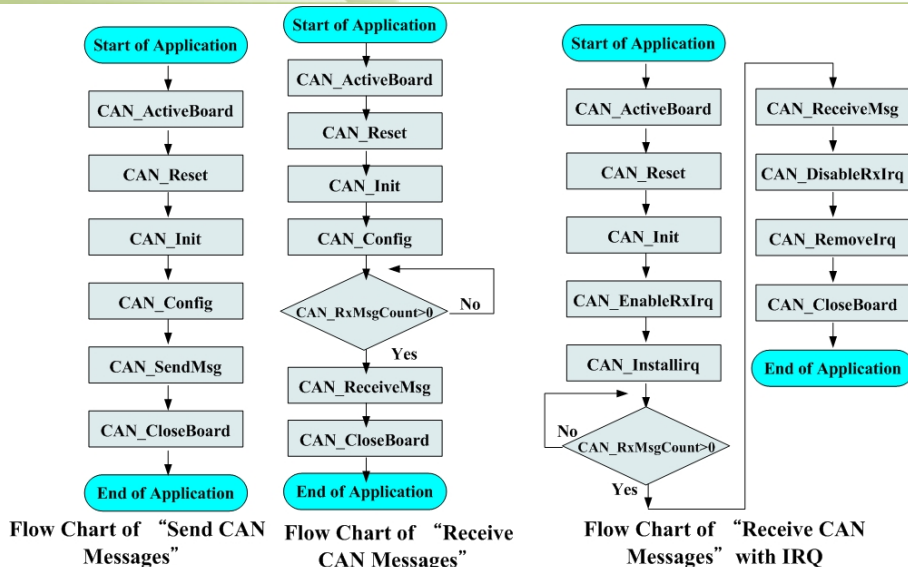 Start of Application
CAN_ActiveBoard
CAN_Reset
CAN_Init
CAN_Config
CAN_SendMsg
CAN_CloseBoard
End of Application
Flow Chart of “Send CAN
Messages”
Start of Application
CAN_ActiveBoard
CAN_Reset
CAN_Init
CAN_Config
CAN_RxMsgCount>0
No
Yes
CAN_ReceiveMsg
CAN_CloseBoard
End of Application
Flow Chart of “Receive
CAN Messages”
Start of Application
CAN_ActiveBoard
CAN_Reset
CAN_Init
CAN_EnableRxIrq
CAN_Installirq
No
CAN_RxMsgCount>0
Yes
CAN_ReceiveMsg
CAN_DisableRxIrq
CAN_RemoveIrq
CAN_CloseBoard
End of Application
Flow Chart of “Receive CAN
Messages” with IRQ